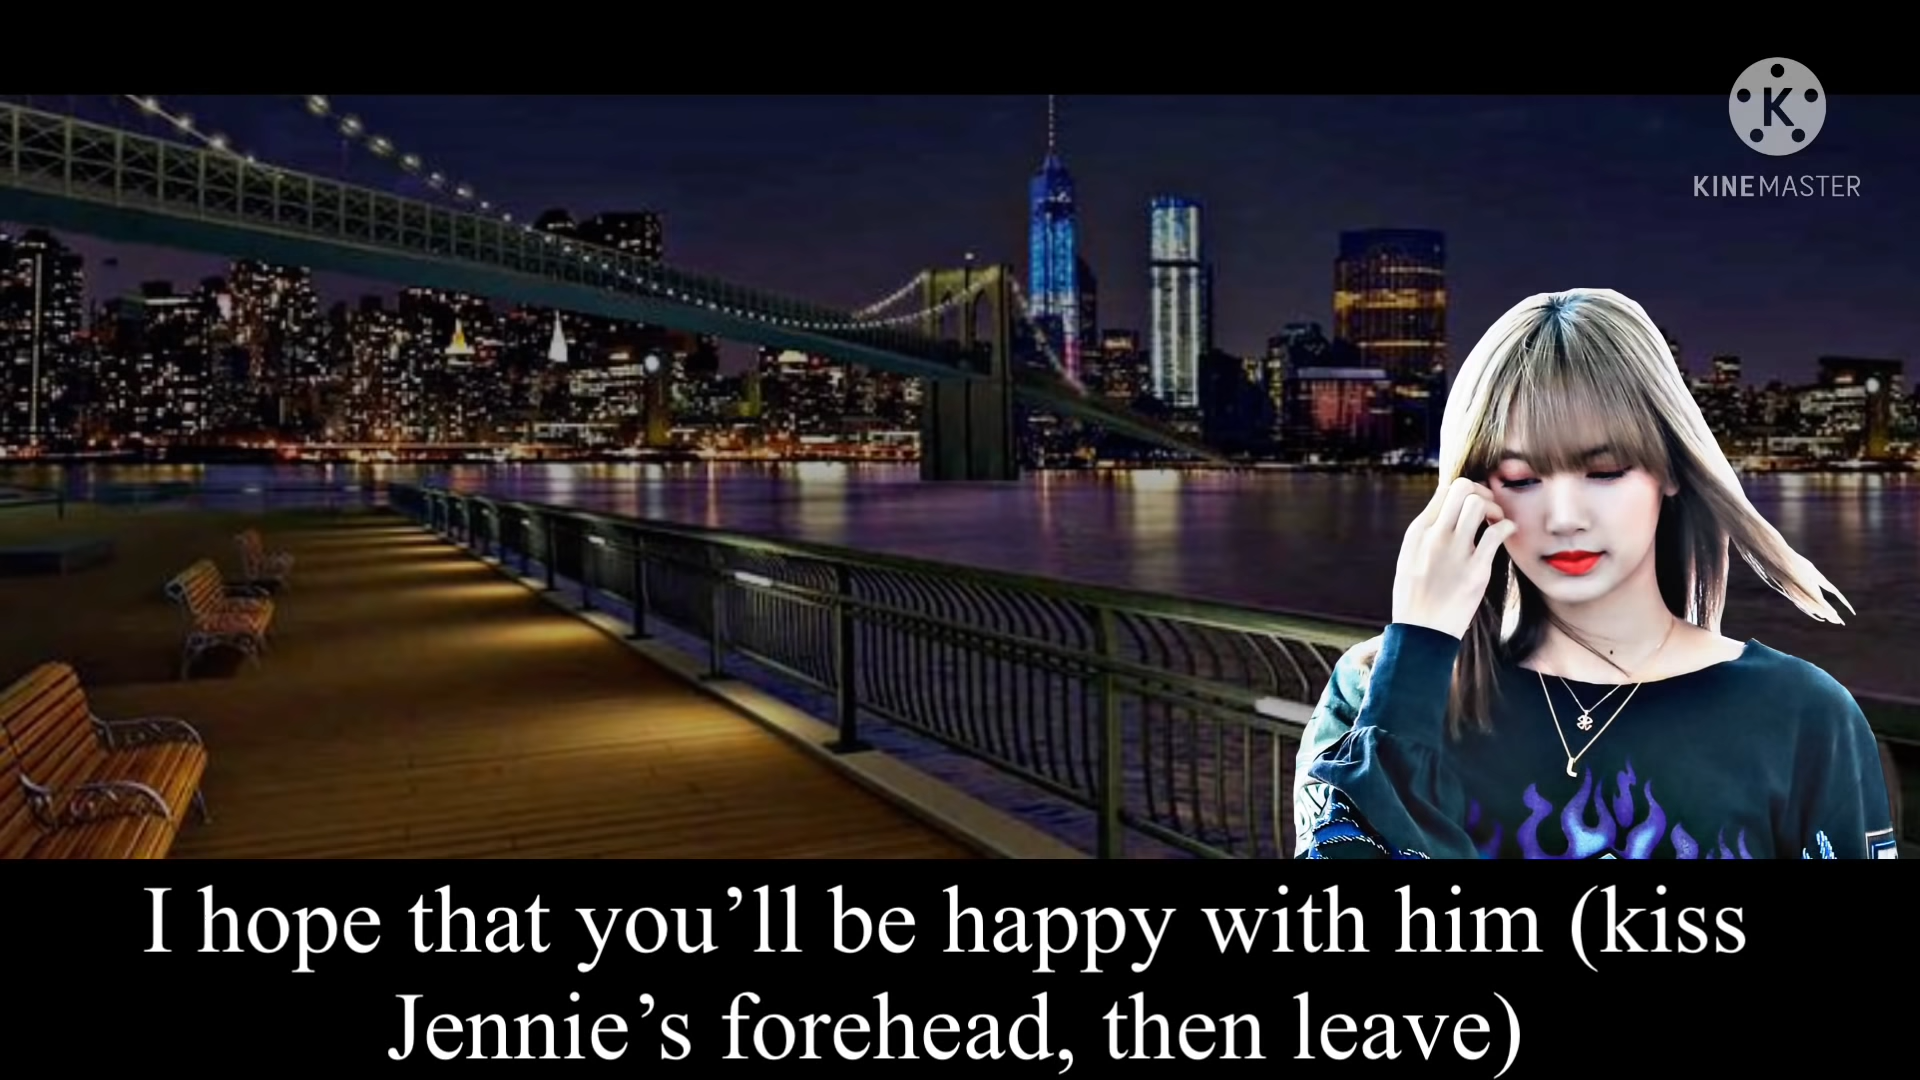 K
KINEMASTER
I hope that you’ll be happy with him (kiss
Jennie’s forehead, then leave)